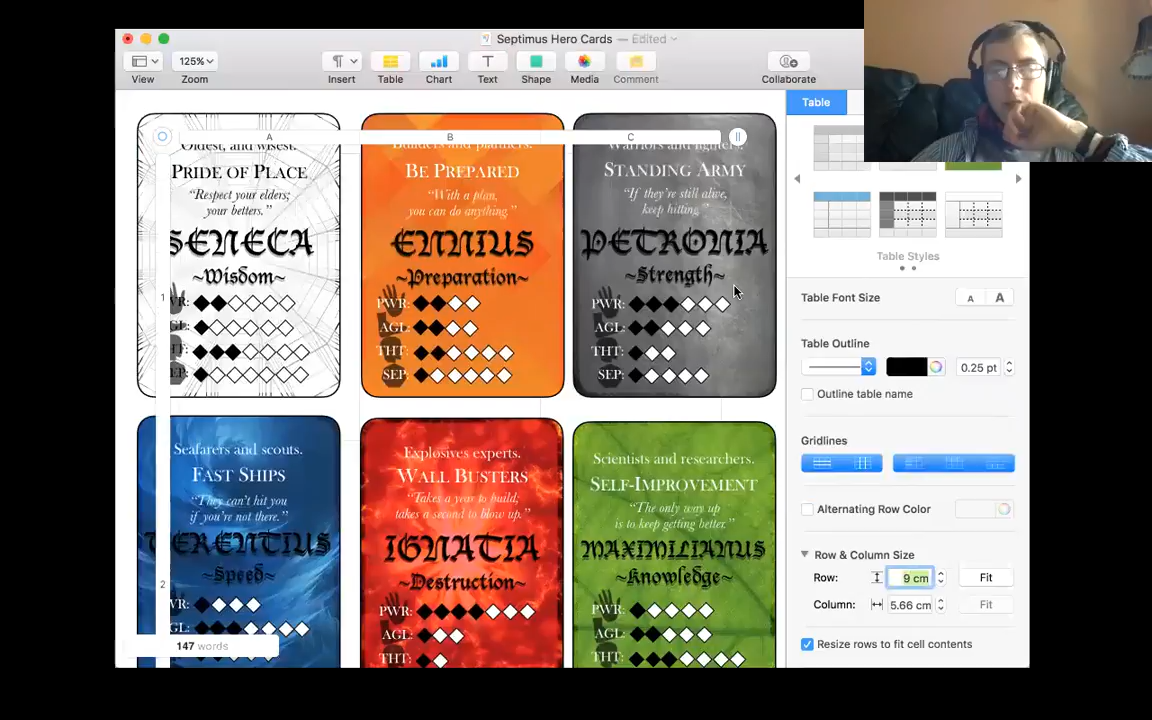 Septimus Hero Cards — Edited
View
125%
Zoom
Insert
Table
Chart
Text
Shape
Media
Comment
Collaborate
Table
A
B
C
1
2
Oldest, and wisest.
PRIDE OF PLACE
“Respect your elders;
your betters.”
SENECA
~Wisdom~
Builders and planners.
BE PREPARED
“With a plan,
you can do anything.”
ENNIUS
~Preparation~
PWR:
AGL:
THT:
SEP:
Warriors and fighters.
STANDING ARMY
“If they’re still alive,
keep hitting.”
PETRONIA
~Strength~
PWR:
AGL:
THT:
SEP:
Seafarers and scouts.
FAST SHIPS
“They can’t hit you
if you’re not there.”
TERENTIUS
~Speed~
147 words
Explosives experts.
WALL BUSTERS
“Takes a year to build;
takes a second to blow up.”
IGNATIA
~Destruction~
PWR:
AGL:
THT:
Scientists and researchers.
SELF-IMPROVEMENT
“The only way up
is to keep getting better.”
MAXIMILIANUS
~Knowledge~
PWR:
AGL:
THT:
Table Styles
Table Font Size
A
A
Table Outline
0.25 pt
Outline table name
Gridlines
Alternating Row Color
Row & Column Size
Row:
9 cm
Fit
Column:
5.66 cm
Fit
Resize rows to fit cell contents